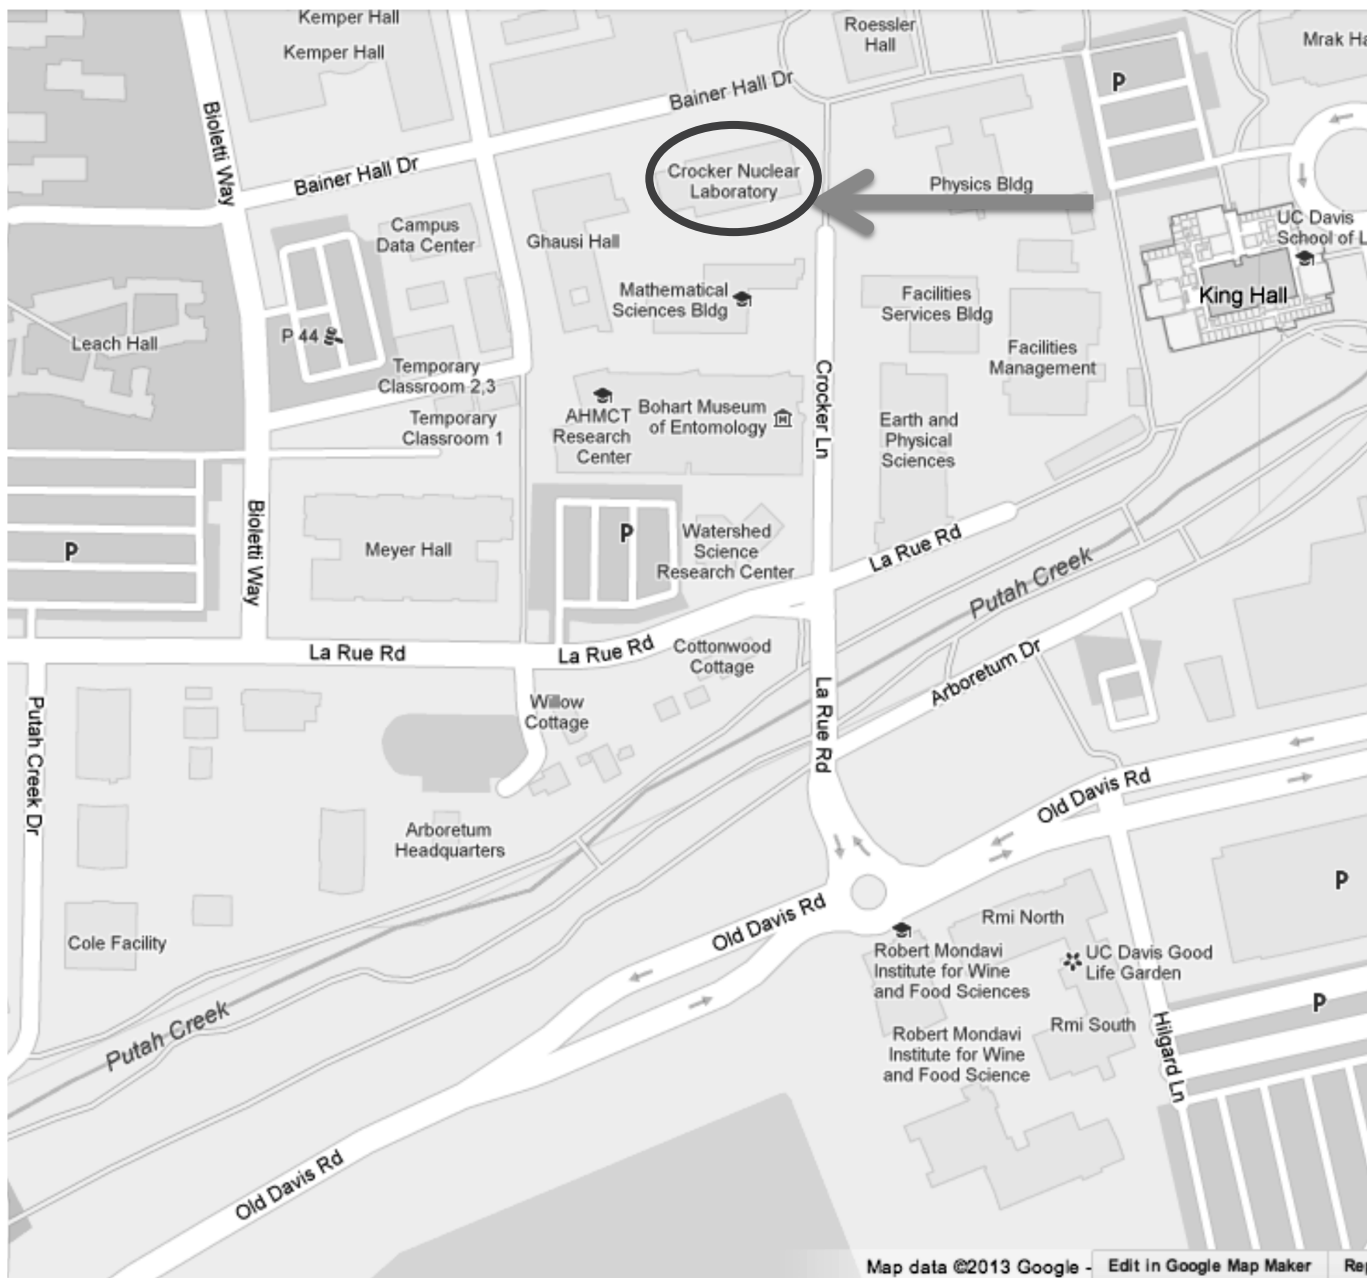 Kemper Hall
Kemper Hall
Roessler
Hall
Mrak Ha
P
Bainer Hall Dr
Bioletti Way
Bainer Hall Dr
Crocker Nuclear
Laboratory
Physics Bldg
Campus
Data Center
Ghausi Hall
UC Davis
School of L
King Hall
Mathematical
Sciences Bldg
Facilities
Services Bldg
Leach Hall
P 44
Facilities
Management
Temporary
Classroom 2,3
Temporary
Classroom 1
AHMCT
Research
Center
Bohart Museum
of Entomology
Crocker Ln
Earth and
Physical
Sciences
P
Bioletti Way
Meyer Hall
P
Watershed
Science
Research Center
La Rue Rd
Putah Creek
La Rue Rd
La Rue Rd
Cottonwood
Cottage
Arboretum Dr
Putah Creek Dr
Willow
Cottage
La Rue Rd
Old Davis Rd
Arboretum
Headquarters
P
Old Davis Rd
Cole Facility
Rmi North
Robert Mondavi
Institute for Wine
and Food Sciences
UC Davis Good
Life Garden
P
Putah Creek
Rmi South
Robert Mondavi
Institute for Wine
and Food Science
Hilgard Ln
Old Davis Rd
Map data ©2013 Google -
Edit in Google Map Maker
Re